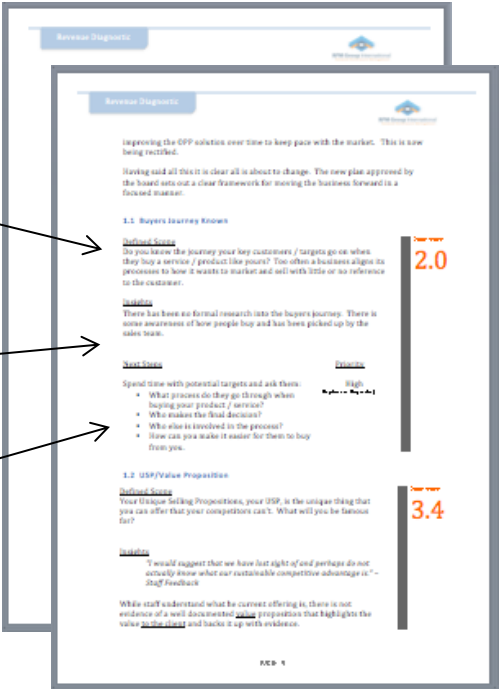 Revenue Diagnostic
Revenue Diagnostic
improving the OPP solution over time to keep pace with the market. This is now
being rectified.
Having said all this it is clear all is about to change. The new plan approved by
the board sets out a clear framework for moving the business forward in a
focused manner.
1.1 Buyers Journey Known
Defined Scope
Do you know the journey your key customers / targets go on when
they buy a service / product like yours? Too often a business aligns its
processes to how it wants to market and sell with little or no reference
to the customer.
2.0
Insights
There has been no formal research into the buyers journey. There is
some awareness of how people buy and has been picked up by the
sales team.
Next Steps
Priority
Spend time with potential targets and ask them:
High
• What process do they go through when
buying your product / service?
• Who makes the final decision?
• Who else is involved in the process?
• How can you make it easier for them to buy
from you.
1.2 USP/Value Proposition
Defined Scope
Your Unique Selling Propositions, your USP, is the unique thing that
you can offer that your competitors can't. What will you be famous
for?
3.4
Insights
"I would suggest that we have lost sight of and perhaps do not
actually know what our sustainable competitive advantage is." –
Staff Feedback
While staff understand what he current offering is, there is not
evidence of a well documented value proposition that highlights the
value to the client and backs it up with evidence.